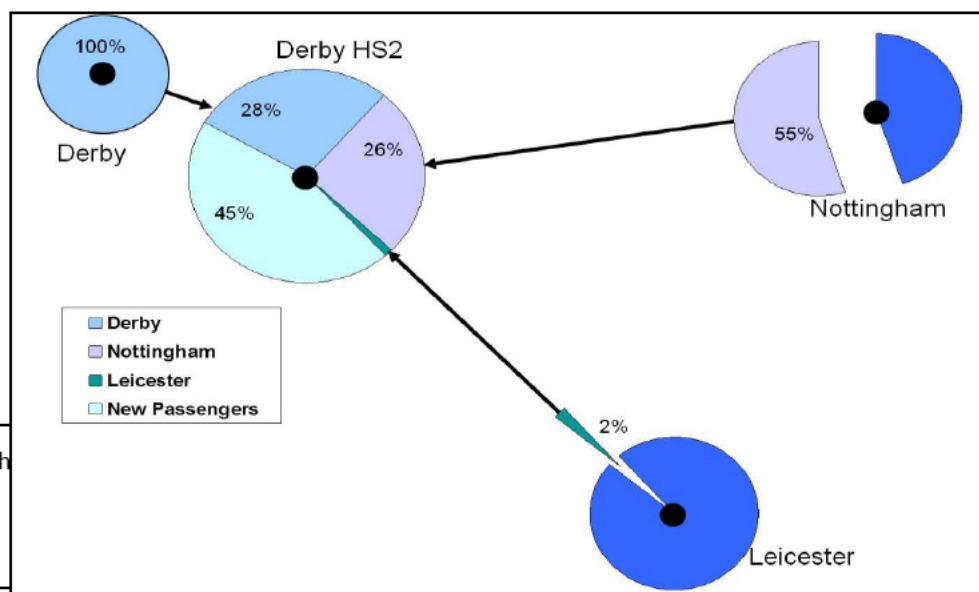 100%
Derby
Derby HS2
28%
26%
45%
55%
Nottingham
Derby
Nottingham
Leicester
New Passengers
2%
Leicester
h